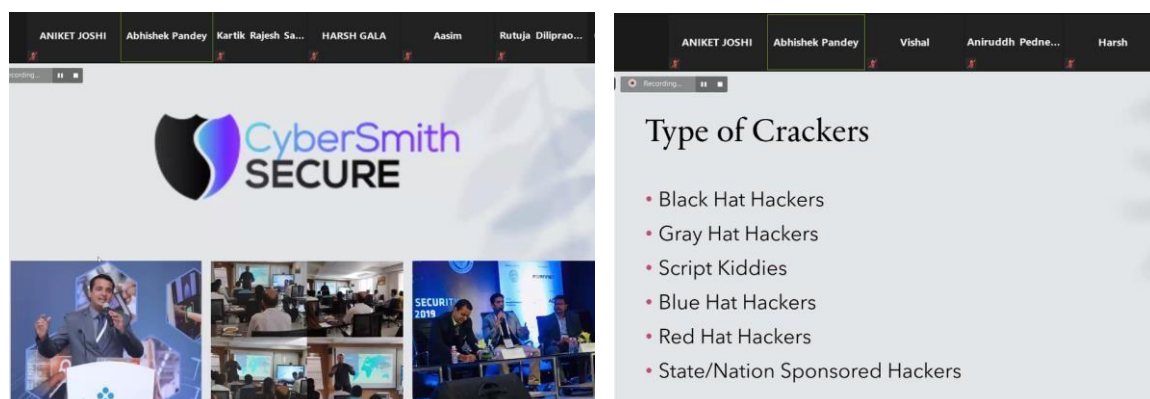 ANIKET JOSHI
Abhishek Pandey
Kartik Rajesh Sa...
HARSH GALA
Aasim
Rutuja Diliprao...
CyberSmith
SECURE
SECURIT
2019
ANIKET JOSHI
Abhishek Pandey
Vishal
Aniruddh Pedne...
Harsh
Recording...
Type of Crackers
• Black Hat Hackers
• Gray Hat Hackers
• Script Kiddies
• Blue Hat Hackers
• Red Hat Hackers
• State/Nation Sponsored Hackers